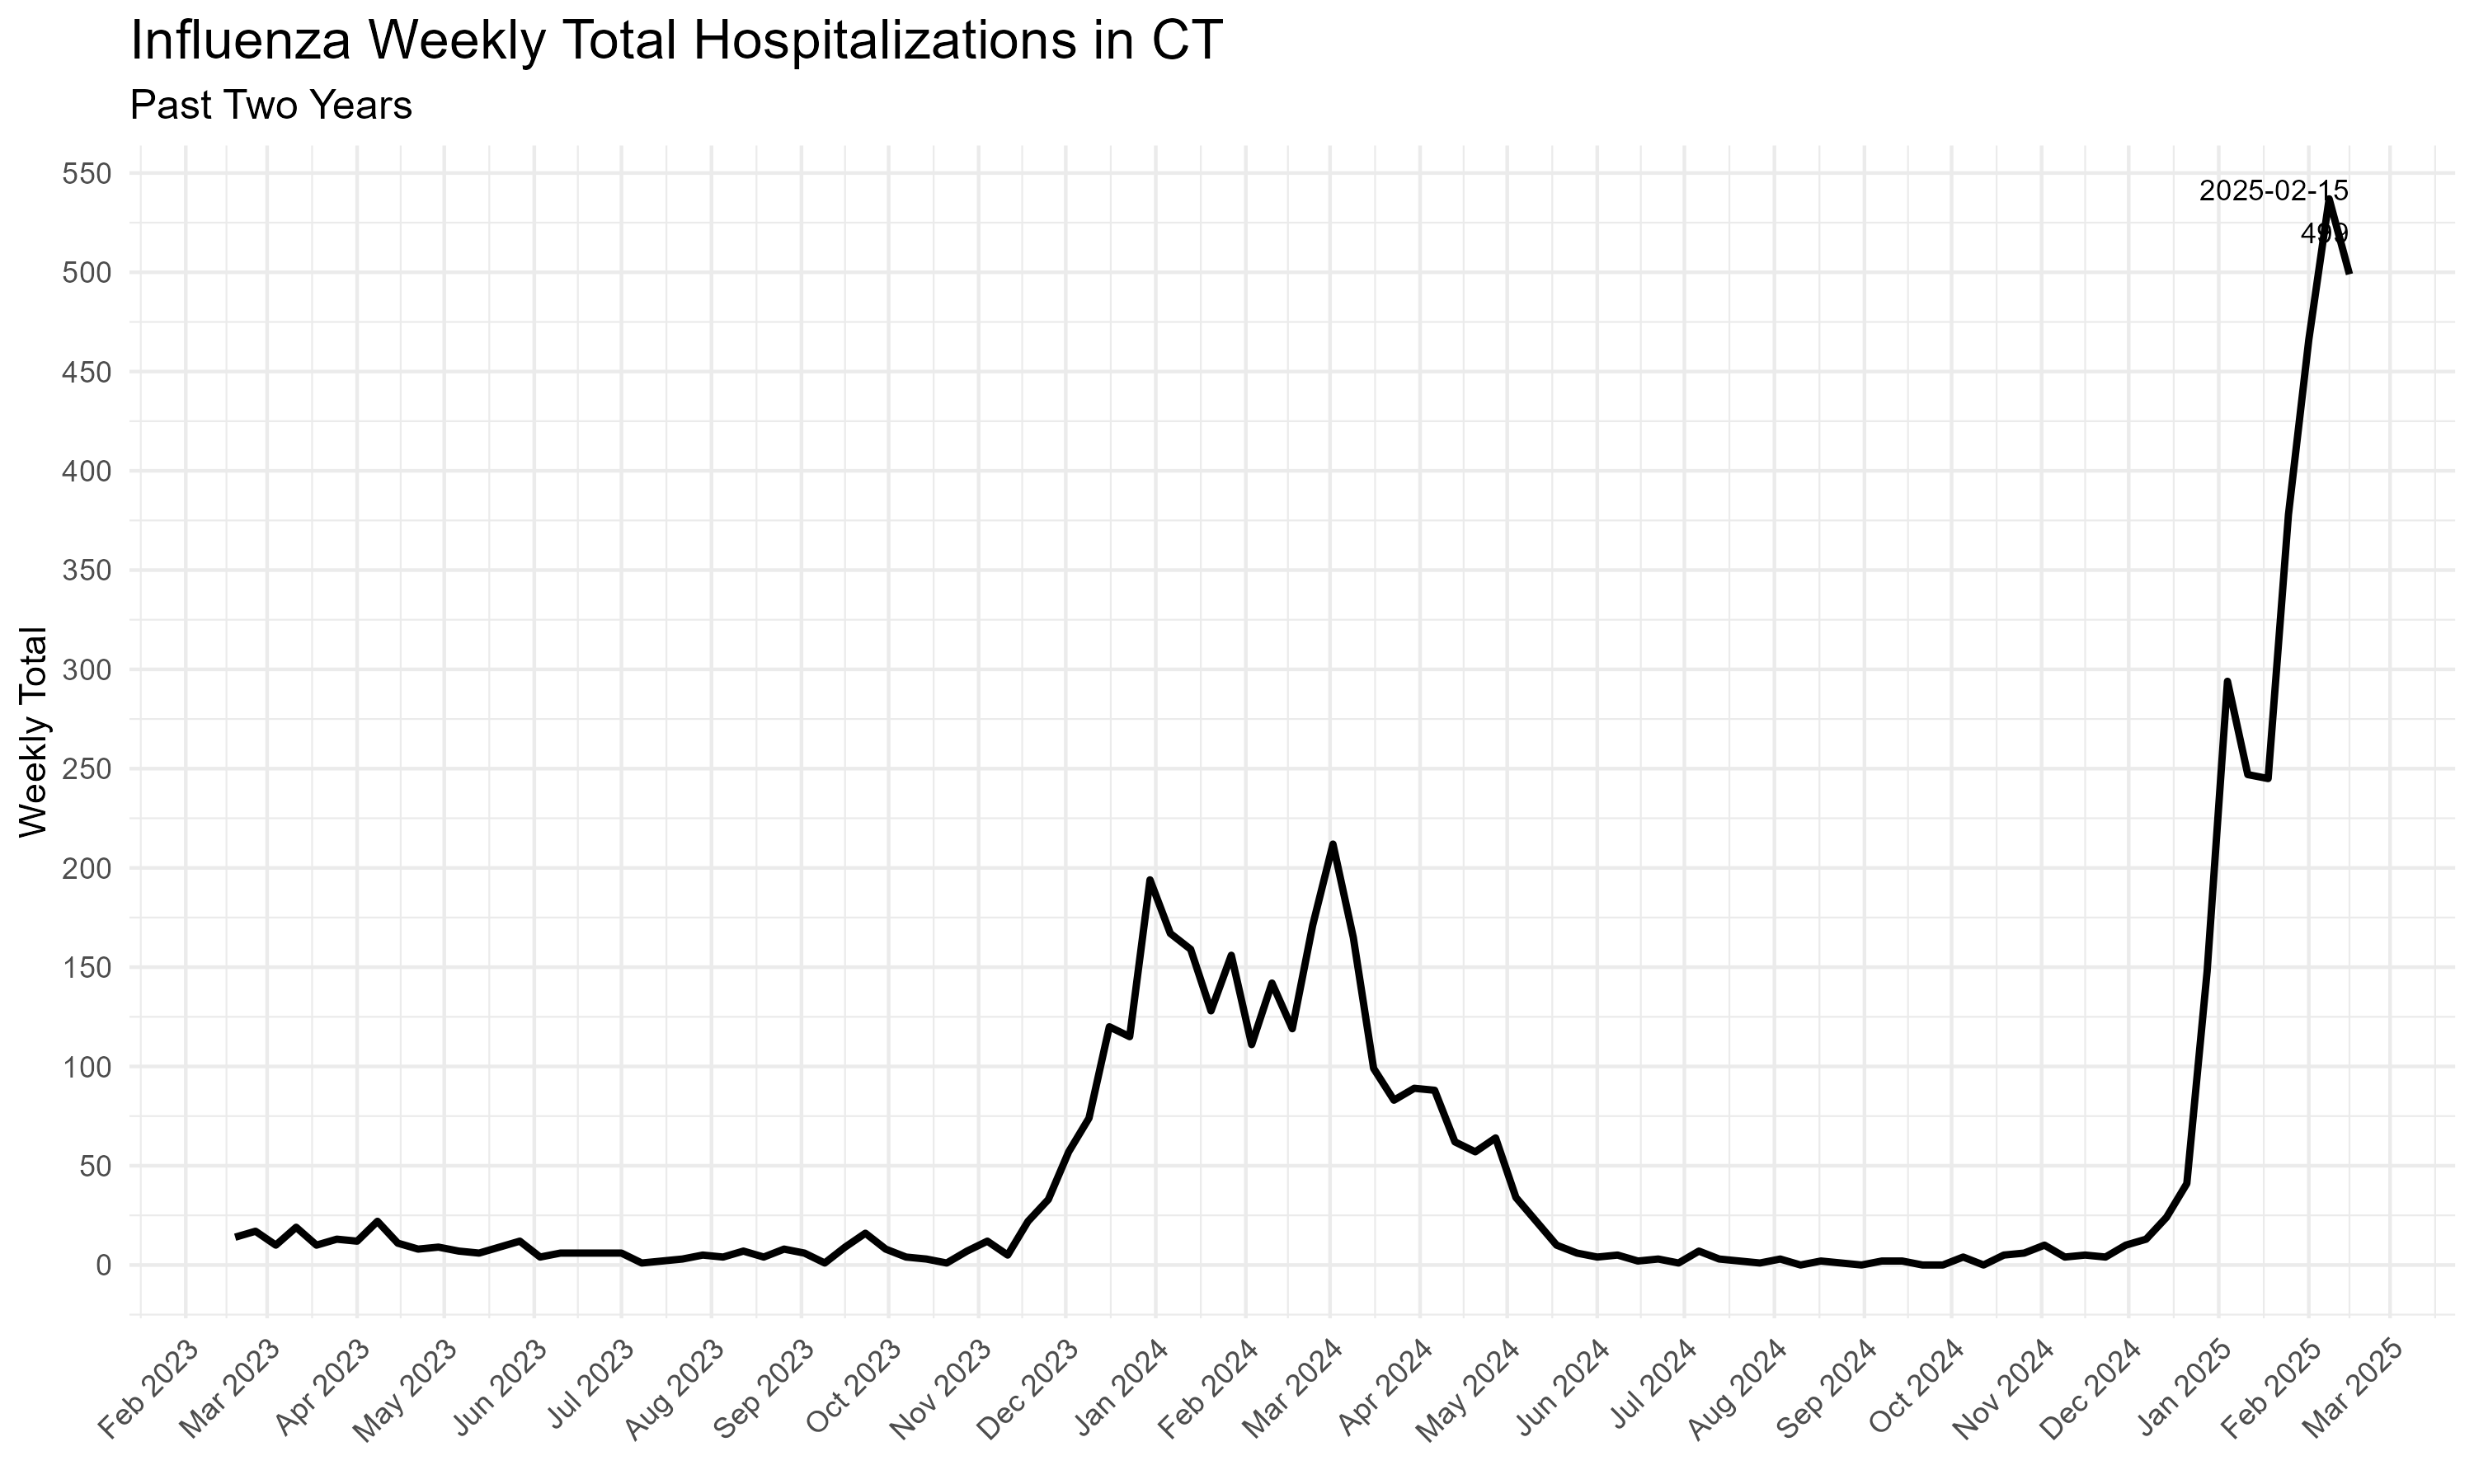 Influenza Weekly Total Hospitalizations in CT
Past Two Years
550
500
450
400
350
300
250
200
150
100
50
0
Weekly Total
2025-02-15
499
Feb 2023
Mar 2023
Apr 2023
May 2023
Jun 2023
Jul 2023
Aug 2023
Sep 2023
Oct 2023
Nov 2023
Dec 2023
Jan 2024
Feb 2024
Mar 2024
Apr 2024
May 2024
Jun 2024
Jul 2024
Aug 2024
Sep 2024
Oct 2024
Nov 2024
Dec 2024
Jan 2025
Feb 2025
Mar 2025